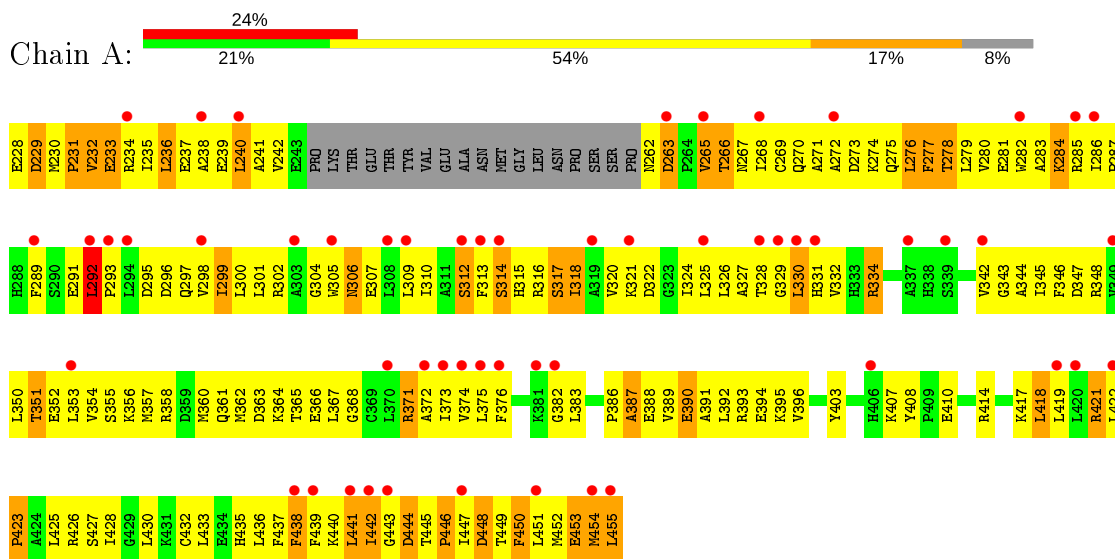 24%
Chain A:
21% 54% 17% 8%
E228 D229 M230 P231 V232 E233 R234 I235 L236 E237 A238 E239 L240 A241 V242 E243 PRO LYS THR GLU THR TYR VAL GLU ALA ASN MET GLY LEU ASN PRO SER SER PRO N262 D263 P264 V265 T266 N267 I268 C269 Q270 A271 A272 D273 K274 Q275 L276 F277 T278 L279 V280 E281 W282 A283 K284 R285 I286 P287
H288 F289 S290 E291 L292 P293 L294 D295 D296 Q297 V298 I299 L300 L301 R302 A303 G304 W305 N306 E307 L308 L309 I310 A311 S312 F313 S314 H315 R316 S317 I318 A319 V320 K321 D322 G323 I324 L325 L326 A327 T328 G329 L330 H331 V332 H333 R334 A337 H338 S339 V342 G343 A344 I345 F346 D347 R348 V349
L350 T351 E352 L353 V354 S355 K356 M357 R358 D359 M360 Q361 M362 D363 K364 T365 E366 L367 G368 C369 L370 R371 A372 I373 V374 L375 F376 K381 G382 L383 P386 A387 E388 V389 E390 A391 L392 R393 E394 K395 V396 Y403 H406 K407 Y408 P409 E410 R414 K417 L418 L419 L420 R421 L422
P423 A424 L425 R426 S427 I428 G429 L430 K431 C432 L433 E434 H435 L436 F437 F438 F439 K440 L441 I442 G443 D444 T445 P446 I447 D448 T449 F450 L451 M452 E453 M454 L455